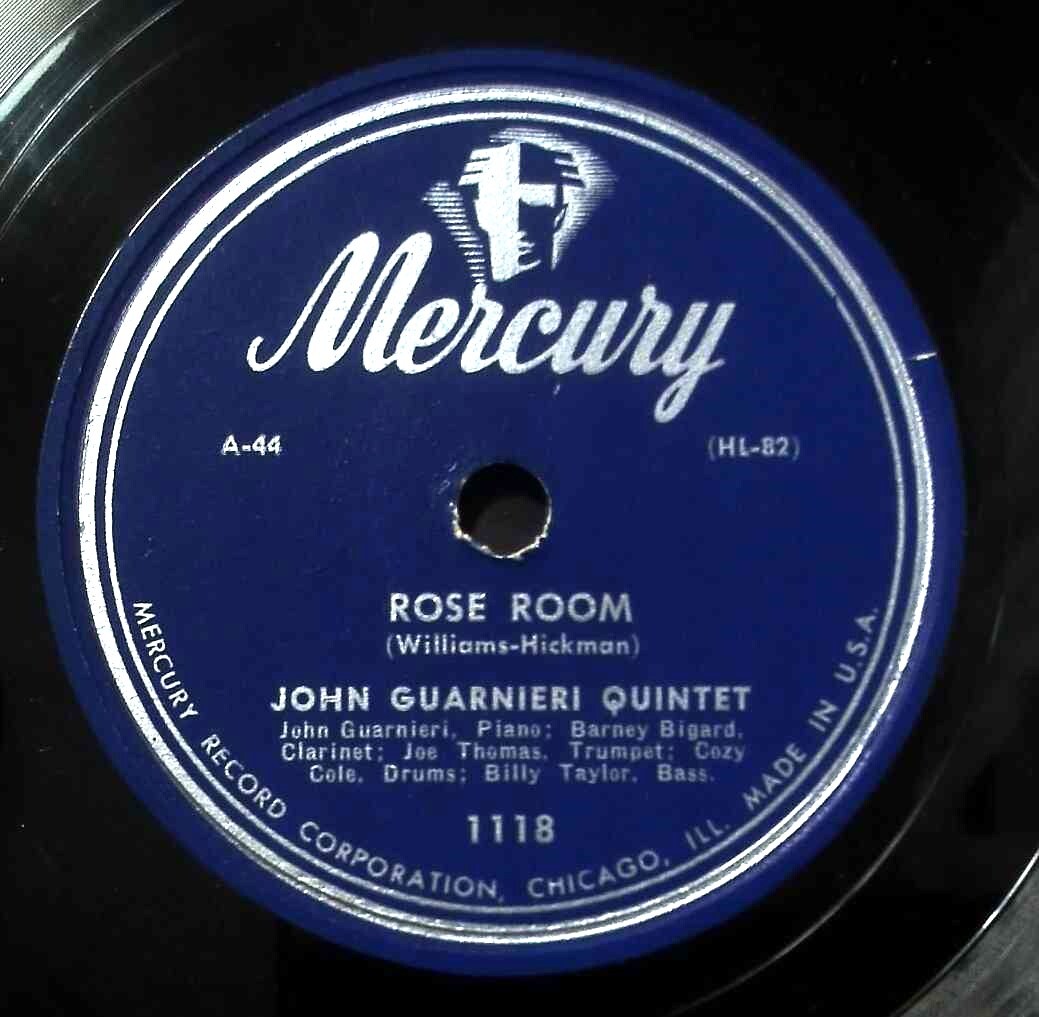 Mercury
A-44
(HL-82)
ROSE ROOM
(Williams-Hickman)
JOHN GUARNIERI QUINTET
John Guarnieri, Piano; Barney Bigard,
Clarinet; Joe Thomas, Trumpet; Cozy
Cole, Drums; Billy Taylor, Bass.
1118
MERCURY RECORD CORPORATION, CHICAGO, ILL. MADE IN U.S.A.